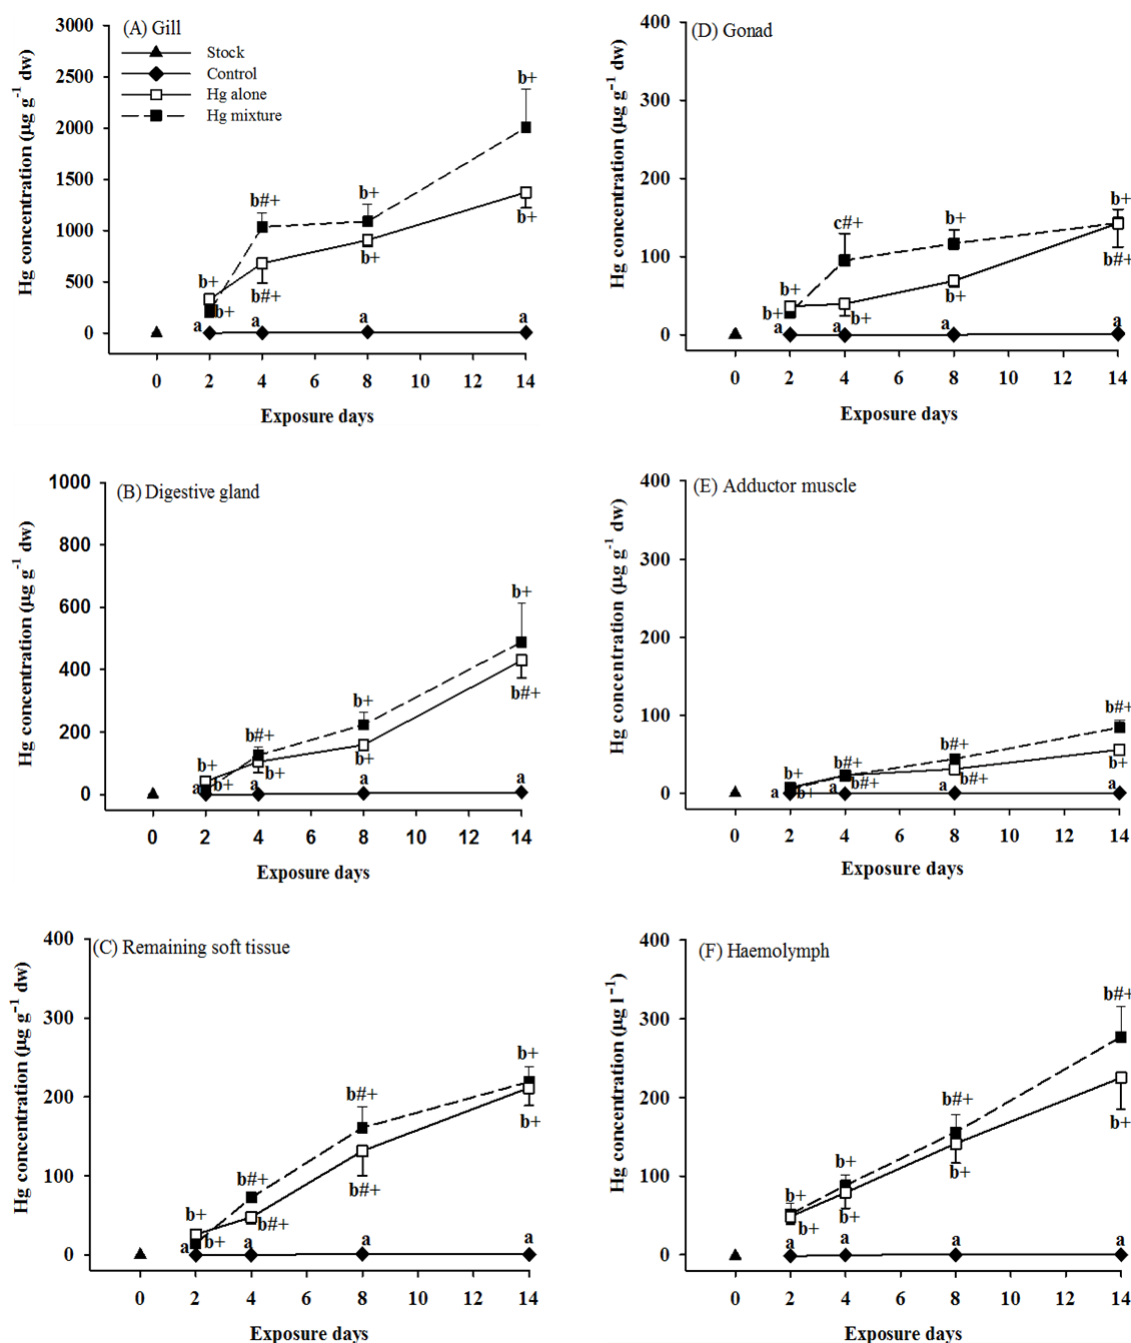 (A) Gill
Stock
Control
Hg alone
Hg mixture
Hg concentration (µg g⁻¹ dw)
3000
2500
2000
1500
1000
500
0
b+
b+
a
b#+
b#+
a
b+
b+
a
b+
b+
a
0 2 4 6 8 10 12 14
Exposure days
(D) Gonad
Hg concentration (µg g⁻¹ dw)
400
300
200
100
0
b+
b+
a
c#+
b+
a
b+
b+
a
b+
b#+
a
0 2 4 6 8 10 12 14
Exposure days
(B) Digestive gland
Hg concentration (µg g⁻¹ dw)
1000
800
600
400
200
0
b+
b+
a
b#+
b+
a
b+
b+
a
b+
b#+
a
0 2 4 6 8 10 12 14
Exposure days
(E) Adductor muscle
Hg concentration (µg g⁻¹ dw)
400
300
200
100
0
b+
b+
a
b#+
b#+
a
b#+
b#+
a
b#+
b+
a
0 2 4 6 8 10 12 14
Exposure days
(C) Remaining soft tissue
Hg concentration (µg g⁻¹ dw)
400
300
200
100
0
b+
b+
a
b#+
b#+
a
b#+
b#+
a
b+
b+
a
0 2 4 6 8 10 12 14
Exposure days
(F) Haemolymph
Hg concentration (µg l⁻¹)
400
300
200
100
0
b+
b+
a
b+
b+
a
b#+
b+
a
b#+
b+
a
0 2 4 6 8 10 12 14
Exposure days